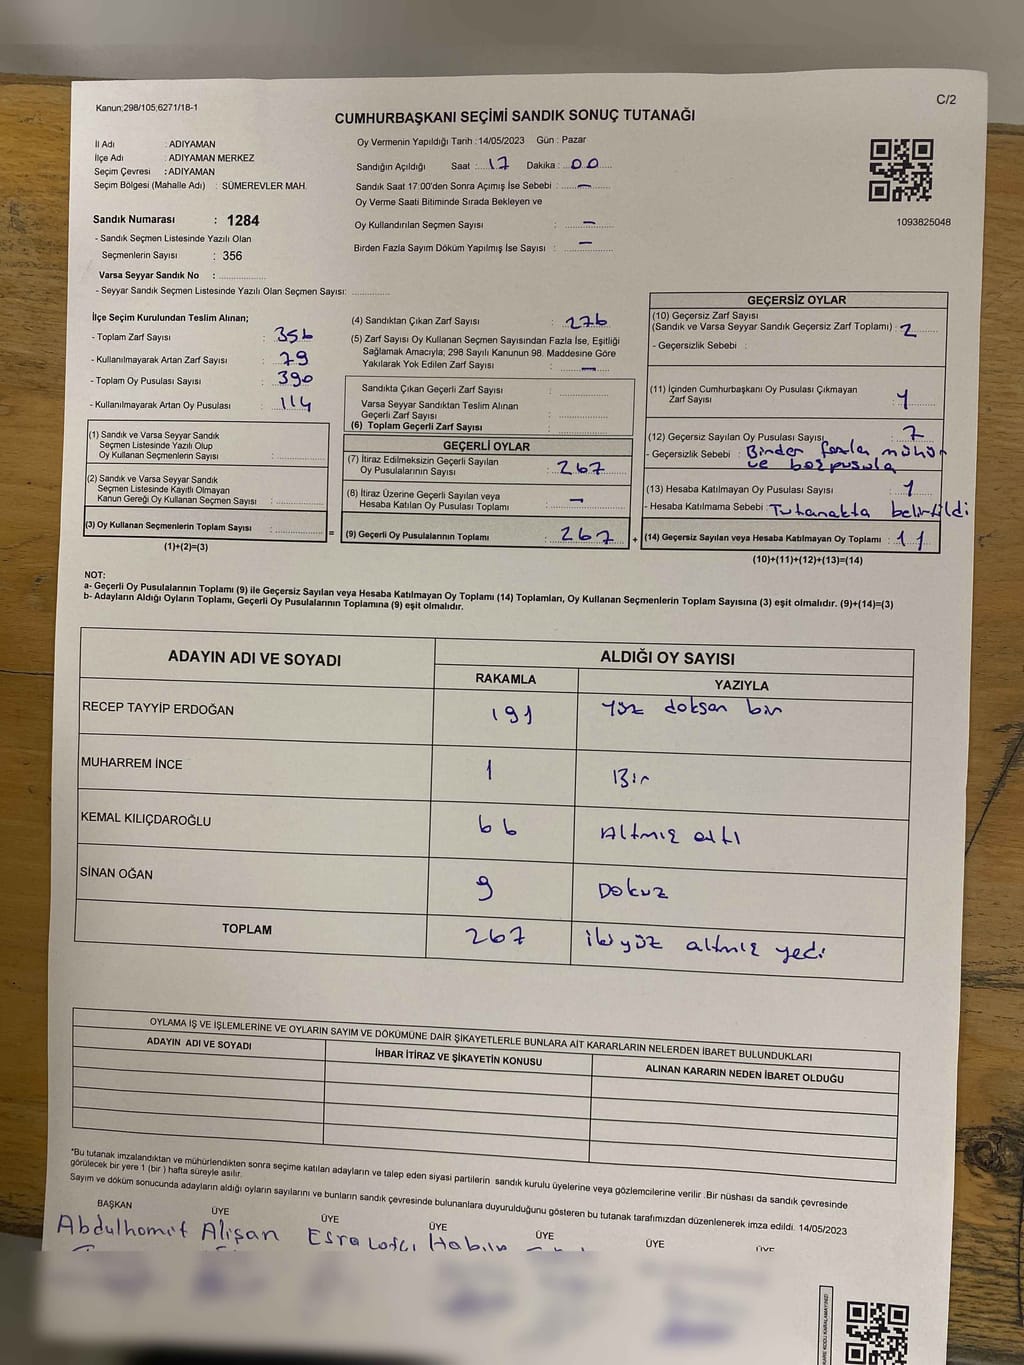 Kanun;298/105;6271/18-1
C/2
CUMHURBAŞKANI SEÇİMİ SANDIK SONUÇ TUTANAĞI
İl Adı : ADIYAMAN
İlçe Adı : ADIYAMAN MERKEZ
Seçim Çevresi : ADIYAMAN
Seçim Bölgesi (Mahalle Adı) : SÜMEREVLER MAH.
Sandık Numarası : 1284
- Sandık Seçmen Listesinde Yazılı Olan
Seçmenlerin Sayısı : 356
Varsa Seyyar Sandık No :
- Seyyar Sandık Seçmen Listesinde Yazılı Olan Seçmen Sayısı:
Oy Vermenin Yapıldığı Tarih : 14/05/2023 Gün : Pazar
Sandığın Açıldığı Saat : 17 Dakika : 00
Sandık Saat 17:00'den Sonra Açımış İse Sebebi : -
Oy Verme Saati Bitiminde Sırada Bekleyen ve
Oy Kullandırılan Seçmen Sayısı : -
Birden Fazla Sayım Döküm Yapılmış İse Sayısı : -
1093825048
İlçe Seçim Kurulundan Teslim Alınan;
- Toplam Zarf Sayısı : 356
- Kullanılmayarak Artan Zarf Sayısı : 79
- Toplam Oy Pusulası Sayısı : 390
- Kullanılmayarak Artan Oy Pusulası : 114
(1) Sandık ve Varsa Seyyar Sandık
Seçmen Listesinde Yazılı Olup
Oy Kullanan Seçmenlerin Sayısı :
(2) Sandık ve Varsa Seyyar Sandık
Seçmen Listesinde Kayıtlı Olmayan
Kanun Gereği Oy Kullanan Seçmen Sayısı :
(3) Oy Kullanan Seçmenlerin Toplam Sayısı :
(1)+(2)=(3)
(4) Sandıktan Çıkan Zarf Sayısı : 276
(5) Zarf Sayısı Oy Kullanan Seçmen Sayısından Fazla İse, Eşitliği
Sağlamak Amacıyla; 298 Sayılı Kanunun 98. Maddesine Göre
Yakılarak Yok Edilen Zarf Sayısı : -
Sandıkta Çıkan Geçerli Zarf Sayısı :
Varsa Seyyar Sandıktan Teslim Alınan
Geçerli Zarf Sayısı :
(6) Toplam Geçerli Zarf Sayısı :
GEÇERLİ OYLAR
(7) İtiraz Edilmeksizin Geçerli Sayılan
Oy Pusulalarının Sayısı : 267
(8) İtiraz Üzerine Geçerli Sayılan veya
Hesaba Katılan Oy Pusulası Toplamı : -
= (9) Geçerli Oy Pusulalarının Toplamı : 267 +
GEÇERSİZ OYLAR
(10) Geçersiz Zarf Sayısı
(Sandık ve Varsa Seyyar Sandık Geçersiz Zarf Toplamı) : 2
- Geçersizlik Sebebi :
(11) İçinden Cumhurbaşkanı Oy Pusulası Çıkmayan
Zarf Sayısı : 1
(12) Geçersiz Sayılan Oy Pusulası Sayısı : 7
- Geçersizlik Sebebi : Birden fazla mühür
ve boş pusula
(13) Hesaba Katılmayan Oy Pusulası Sayısı : 1
- Hesaba Katılmama Sebebi : Tutanakta belirtildi
(14) Geçersiz Sayılan veya Hesaba Katılmayan Oy Toplamı : 11
(10)+(11)+(12)+(13)=(14)
NOT:
a- Geçerli Oy Pusulalarının Toplamı (9) ile Geçersiz Sayılan veya Hesaba Katılmayan Oy Toplamı (14) Toplamları, Oy Kullanan Seçmenlerin Toplam Sayısına (3) eşit olmalıdır. (9)+(14)=(3)
b- Adayların Aldığı Oyların Toplamı, Geçerli Oy Pusulalarının Toplamına (9) eşit olmalıdır.
ADAYIN ADI VE SOYADI
ALDIĞI OY SAYISI
RAKAMLA YAZIYLA
RECEP TAYYİP ERDOĞAN 191 Yüz doksan bir
MUHARREM İNCE 1 Bir
KEMAL KILIÇDAROĞLU 66 Altmış altı
SİNAN OĞAN 9 Dokuz
TOPLAM 267 iki yüz altmış yedi
OYLAMA İŞ VE İŞLEMLERİNE VE OYLARIN SAYIM VE DÖKÜMÜNE DAİR ŞİKAYETLERLE BUNLARA AİT KARARLARIN NELERDEN İBARET BULUNDUKLARI
ADAYIN ADI VE SOYADI
İHBAR İTİRAZ VE ŞİKAYETİN KONUSU
ALINAN KARARIN NEDEN İBARET OLDUĞU
*Bu tutanak imzalandıktan ve mühürlendikten sonra seçime katılan adayların ve talep eden siyasi partilerin sandık kurulu üyelerine veya gözlemcilerine verilir .Bir nüshası da sandık çevresinde
görülecek bir yere 1 (bir ) hafta süreyle asılır.
Sayım ve döküm sonucunda adayların aldığı oyların sayılarını ve bunların sandık çevresinde bulunanlara duyurulduğunu gösteren bu tutanak tarafımızdan düzenlenerek imza edildi. 14/05/2023
BAŞKAN ÜYE ÜYE ÜYE ÜYE ÜYE ÜYE
Abdulhamit Alişan Esra